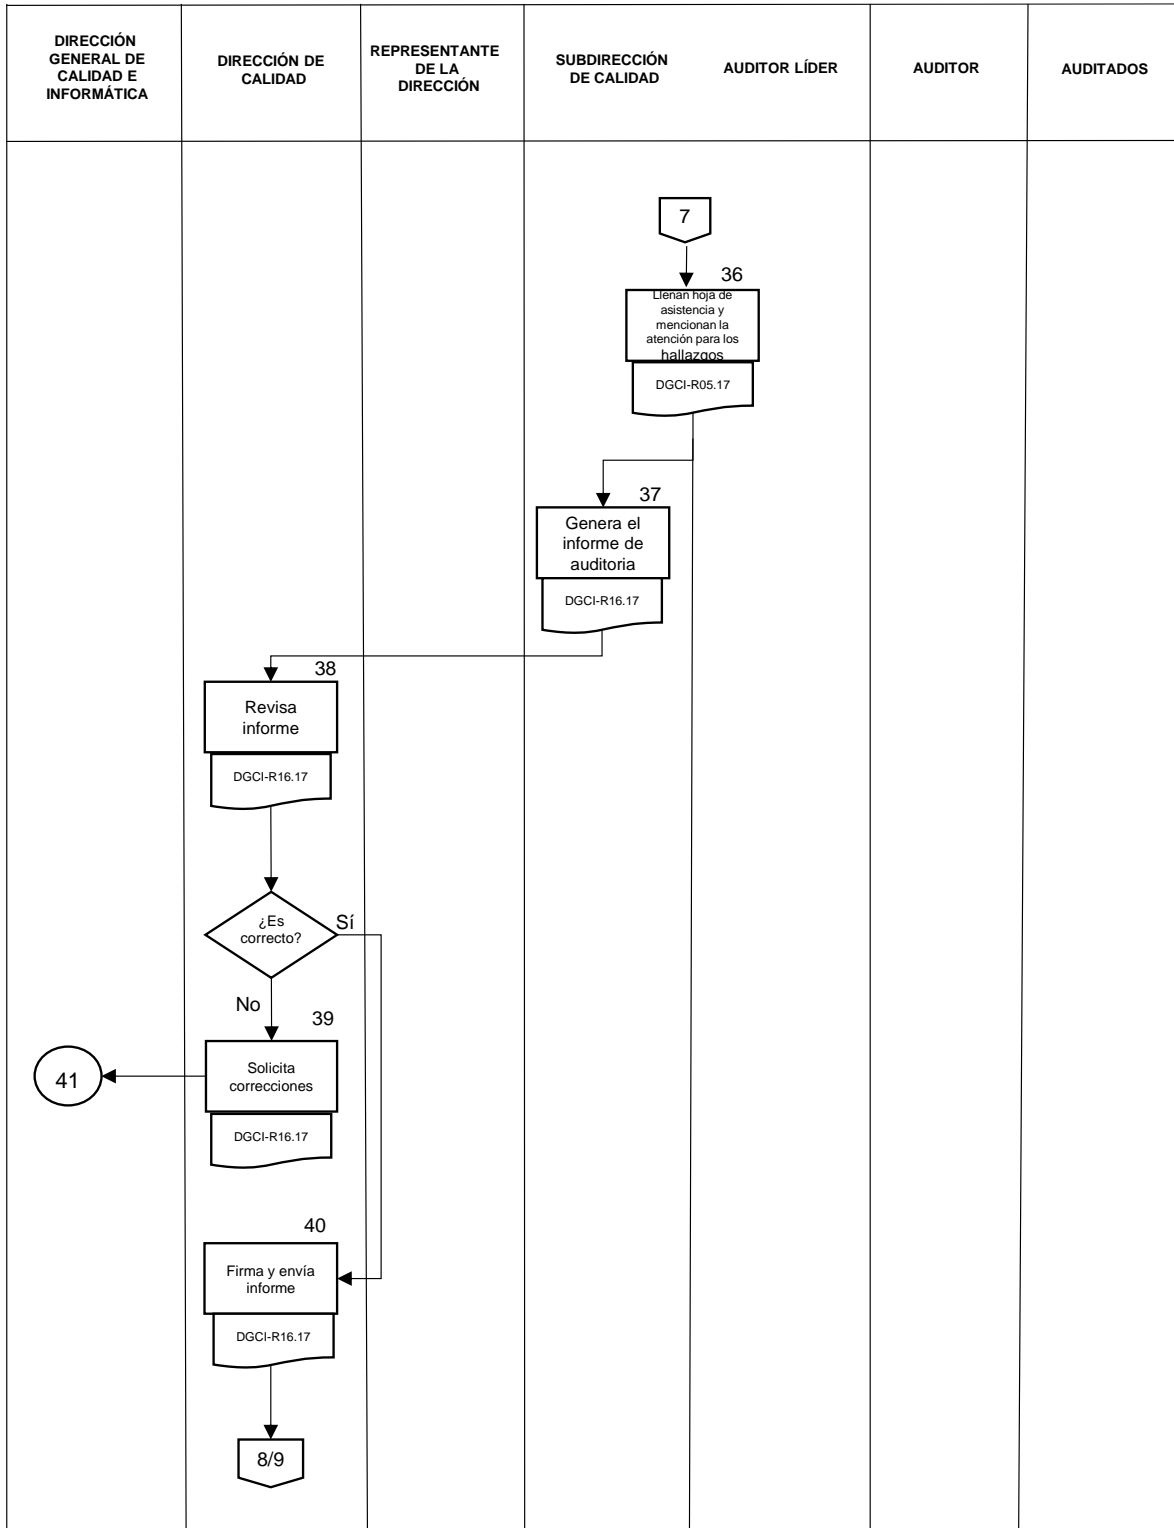 DIRECCIÓN
GENERAL DE
CALIDAD E
INFORMÁTICA
DIRECCIÓN DE
CALIDAD
REPRESENTANTE
DE LA
DIRECCIÓN
SUBDIRECCIÓN
DE CALIDAD
AUDITOR LÍDER
AUDITOR
AUDITADOS
7
36
Llenan hoja de
asistencia y
mencionan la
atención para los
hallazgos
DGCI-R05.17
37
Genera el
informe de
auditoria
DGCI-R16.17
38
Revisa
informe
DGCI-R16.17
¿Es
correcto?
Sí
No
39
Solicita
correcciones
41
DGCI-R16.17
40
Firma y envía
informe
DGCI-R16.17
8/9